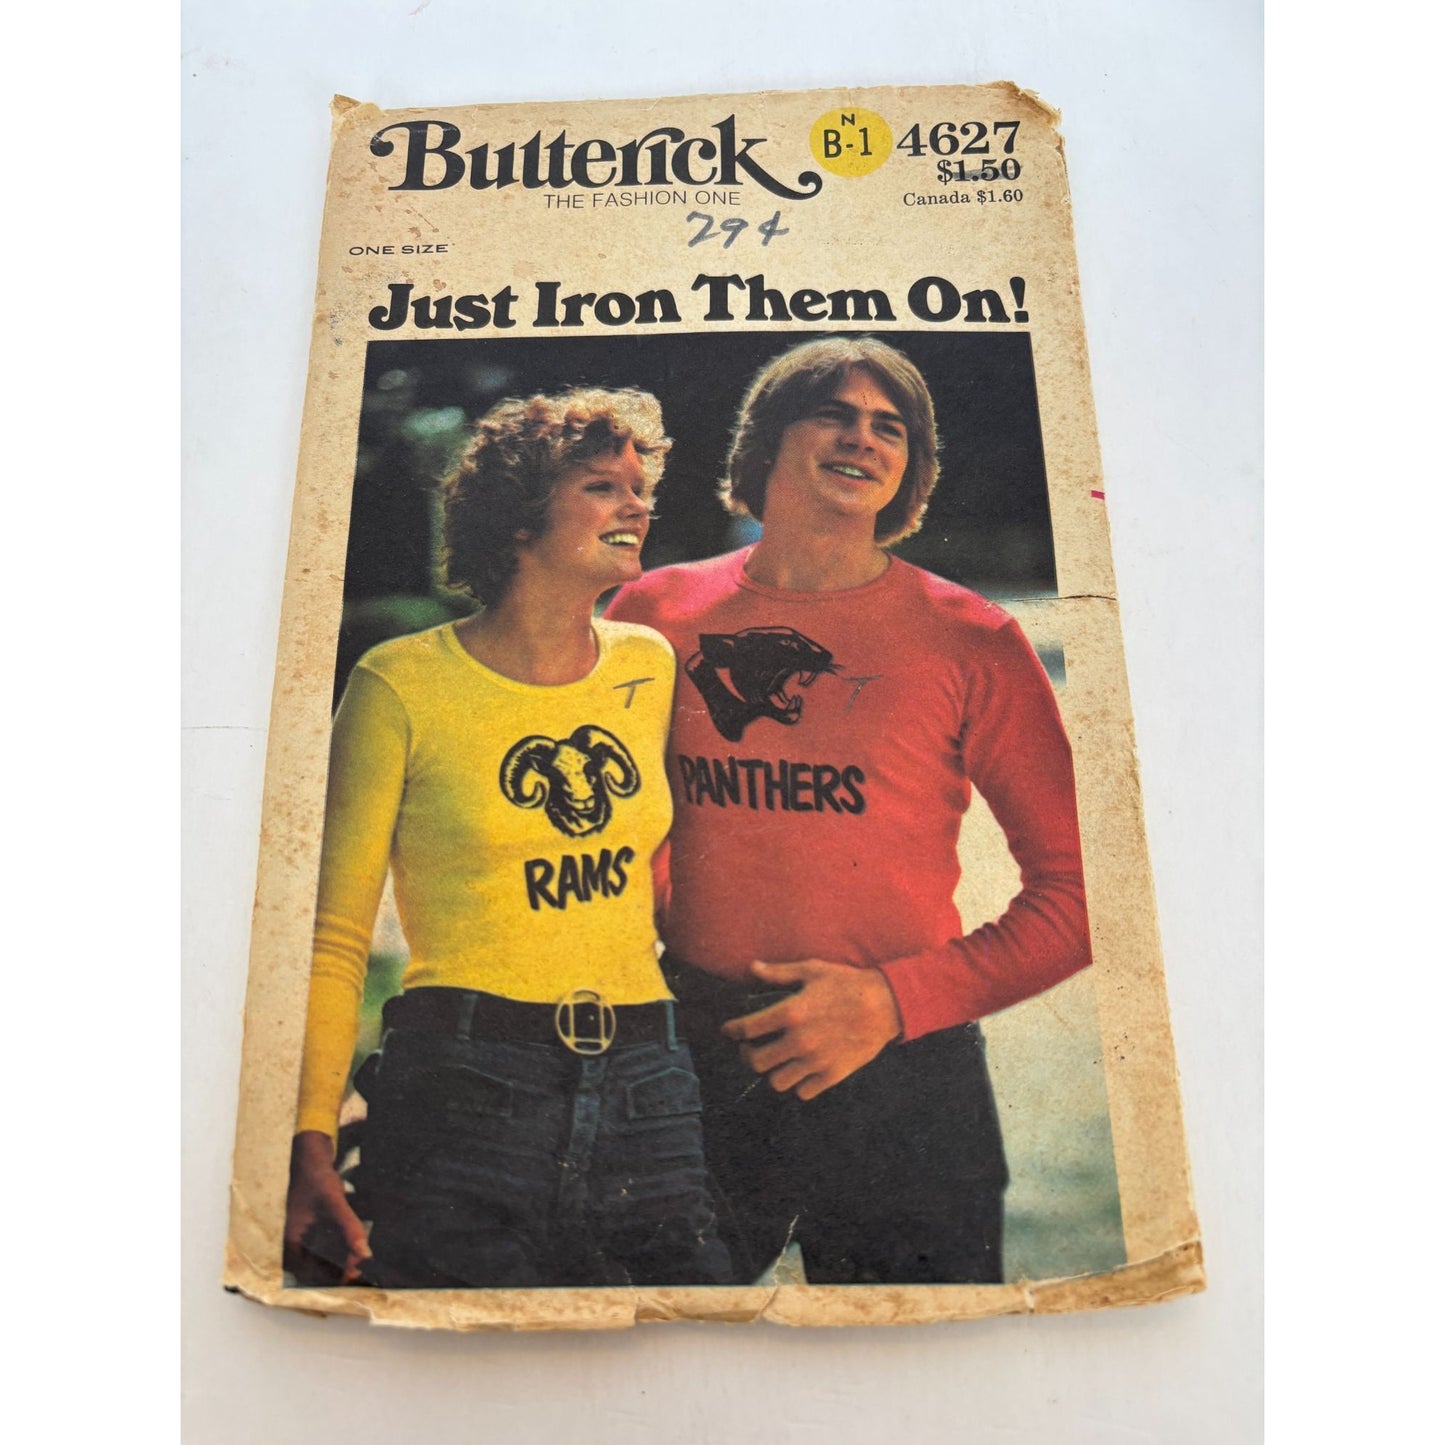 Butterick
THE FASHION ONE
N
B-1
4627
$1.50
Canada $1.60
29¢
ONE SIZE
Just Iron Them On!
T
T
RAMS
PANTHERS